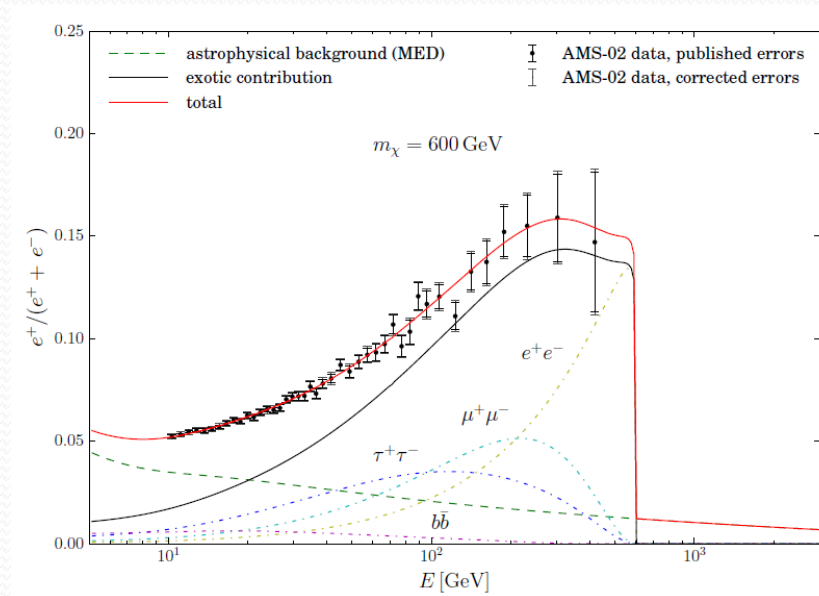 0.25
0.20
0.15
0.10
0.05
0.00
e⁺/(e⁺ + e⁻)
astrophysical background (MED)
exotic contribution
total
AMS-02 data, published errors
AMS-02 data, corrected errors
mχ = 600 GeV
e⁺e⁻
μ⁺μ⁻
τ⁺τ⁻
bb̄
10¹
10²
10³
E [GeV]